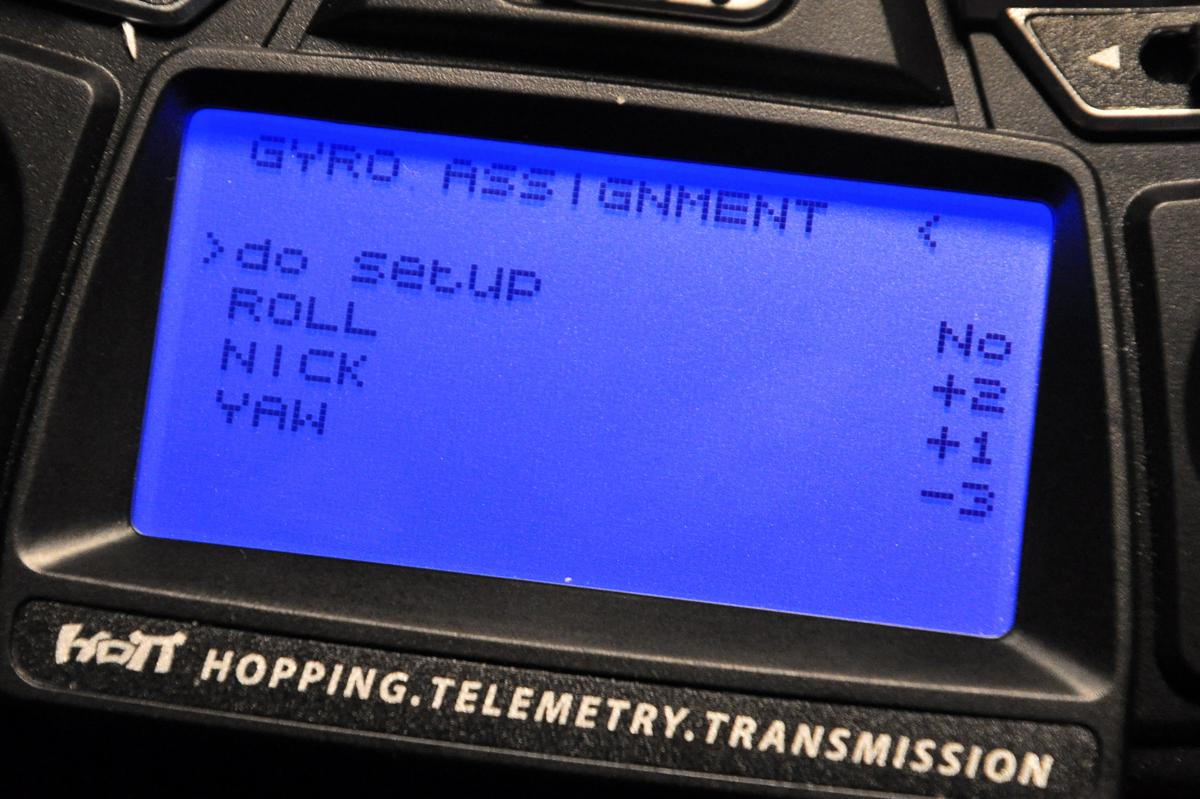 GYRO ASSIGNMENT <
>do setup No
ROLL +2
NICK +1
YAW -3
HoTT HOPPING.TELEMETRY.TRANSMISSION